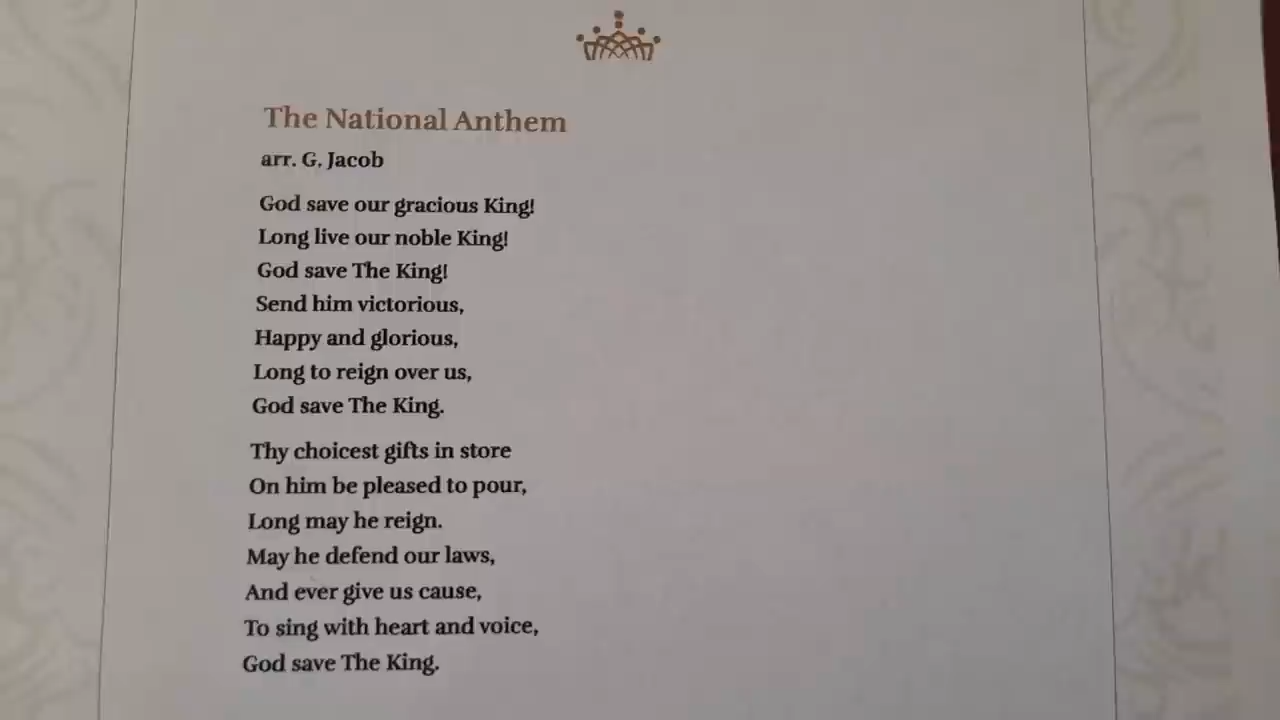 The National Anthem
arr. G. Jacob
God save our gracious King!
Long live our noble King!
God save The King!
Send him victorious,
Happy and glorious,
Long to reign over us,
God save The King.
Thy choicest gifts in store
On him be pleased to pour,
Long may he reign.
May he defend our laws,
And ever give us cause,
To sing with heart and voice,
God save The King.